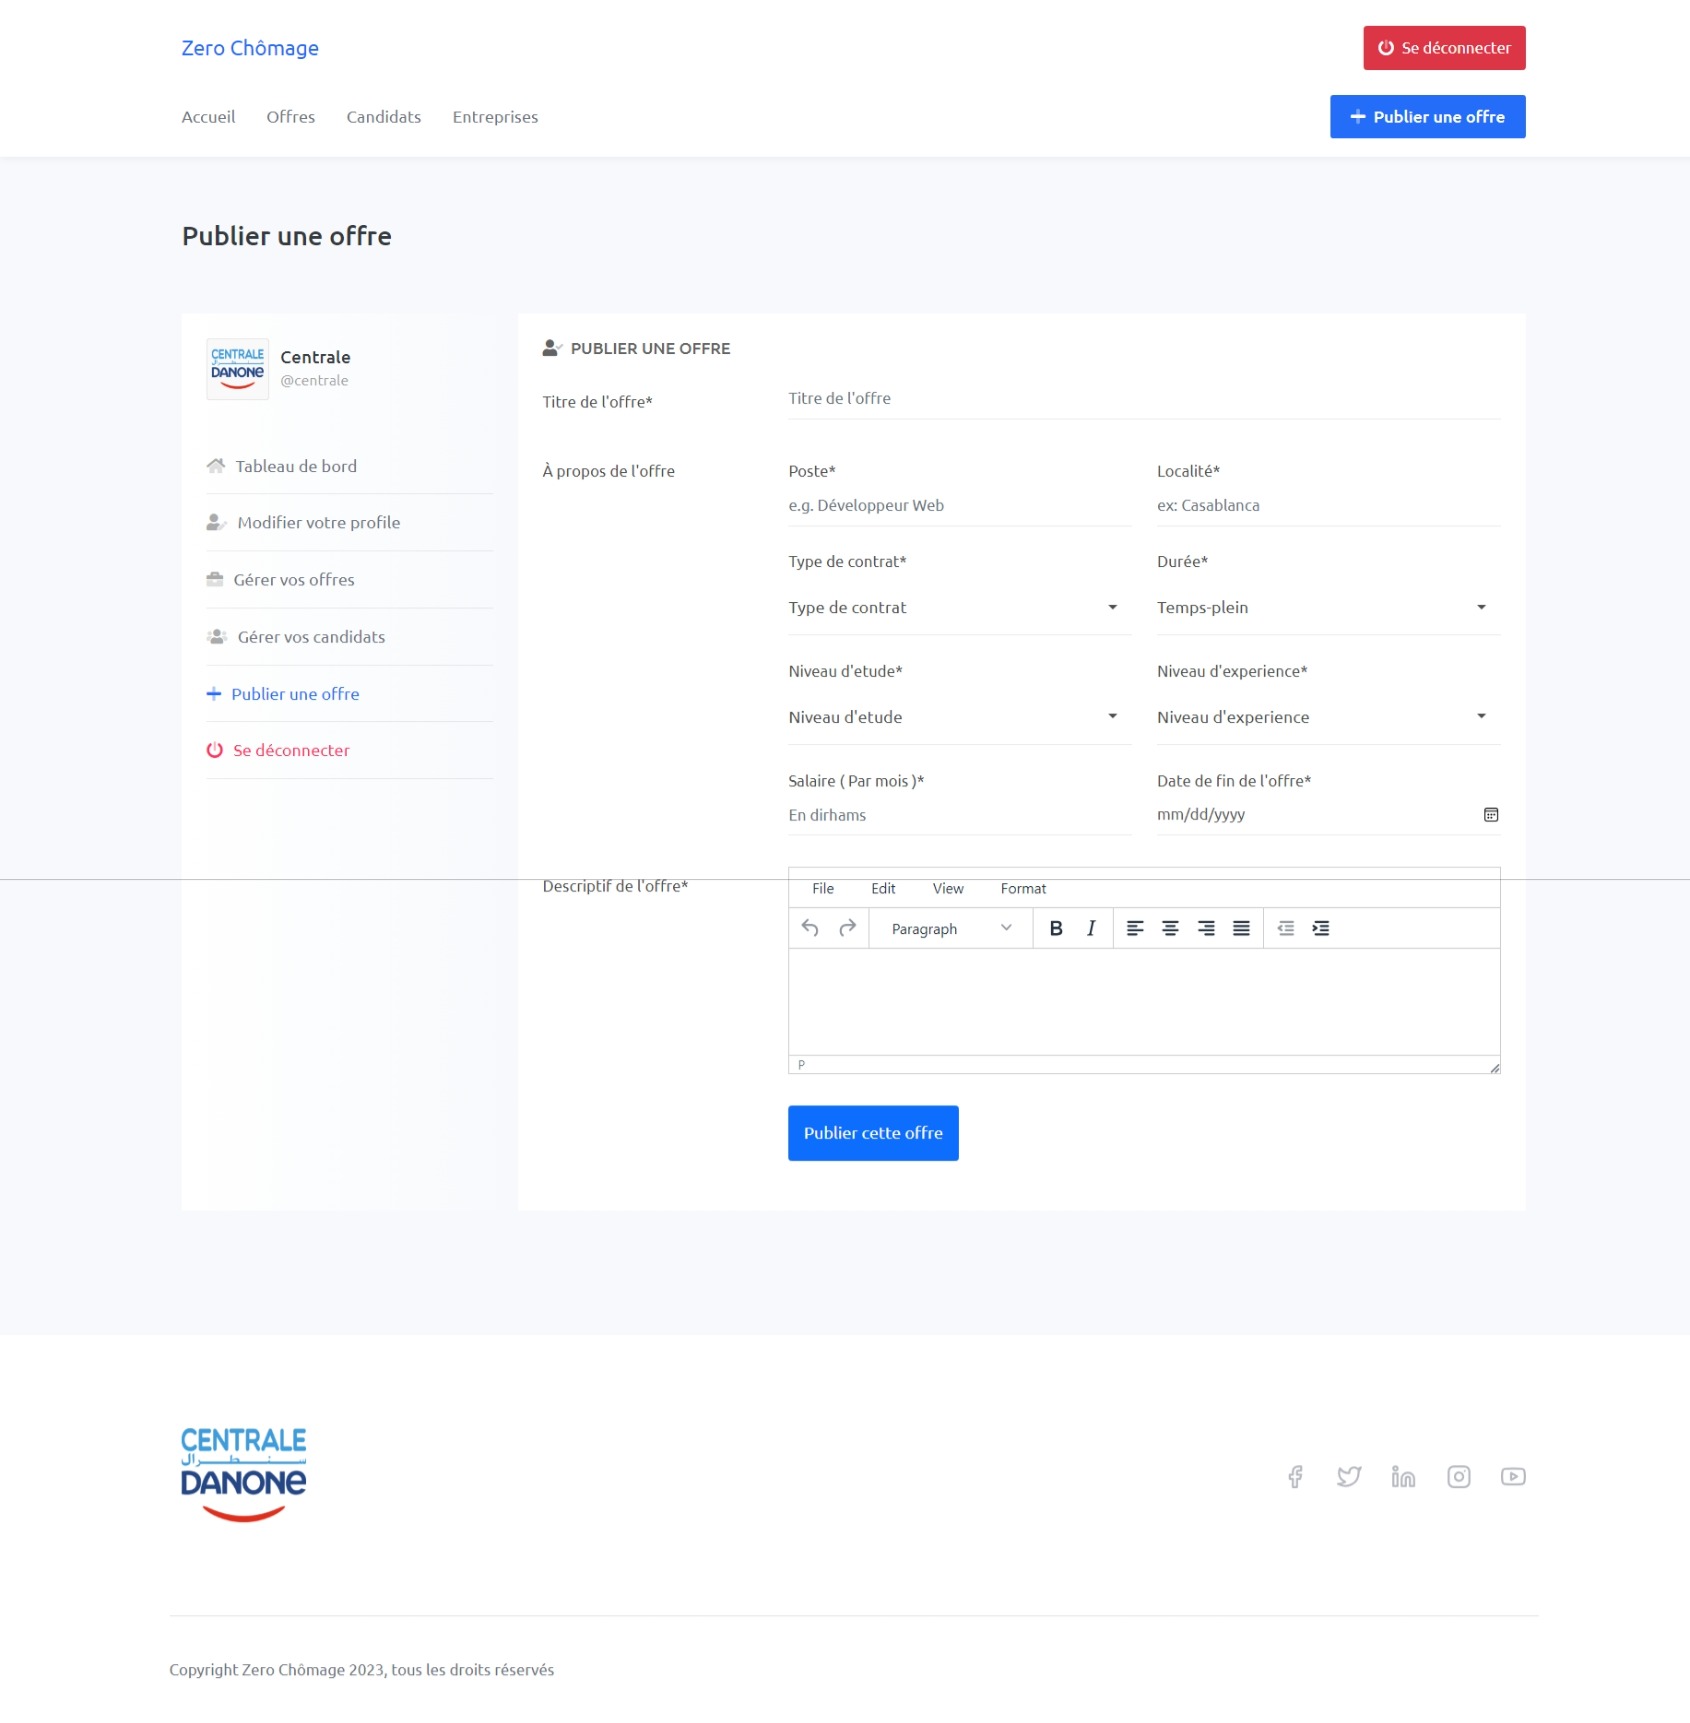 Zero Chômage
Se déconnecter
Accueil Offres Candidats Entreprises
Publier une offre
Publier une offre
CENTRALE
سنطرال
DANONE
Centrale
@centrale
Tableau de bord
Modifier votre profile
Gérer vos offres
Gérer vos candidats
Publier une offre
Se déconnecter
PUBLIER UNE OFFRE
Titre de l'offre*
Titre de l'offre
À propos de l'offre
Poste* Localité*
e.g. Développeur Web ex: Casablanca
Type de contrat* Durée*
Type de contrat Temps-plein
Niveau d'etude* Niveau d'experience*
Niveau d'etude Niveau d'experience
Salaire ( Par mois )* Date de fin de l'offre*
En dirhams mm/dd/yyyy
Descriptif de l'offre*
File Edit View Format
Paragraph B I
P
Publier cette offre
CENTRALE
سنطرال
DANONE
Copyright Zero Chômage 2023, tous les droits réservés